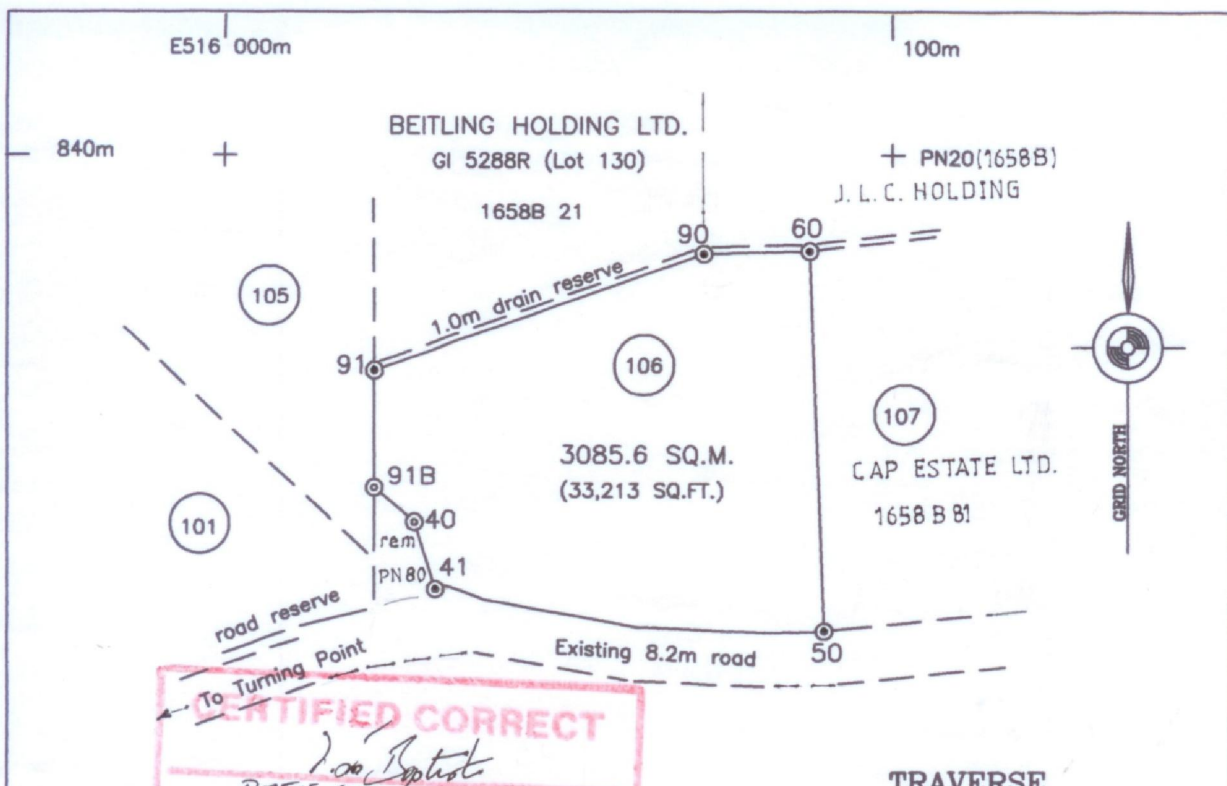 E516 000m
100m
BEITLING HOLDING LTD.
840m
GI 5288R (Lot 130)
PN20(1658B)
J.L.C. HOLDING
1658B 21
90
60
105
1.0m drain reserve
91
106
107
3085.6 SQ.M.
(33,213 SQ.FT.)
CAP ESTATE LTD.
1658 B 81
GRID NORTH
91B
101
40
rem
PN80
41
road reserve
Existing 8.2m road
50
To Turning Point
CERTIFIED CORRECT
TRAVERSE